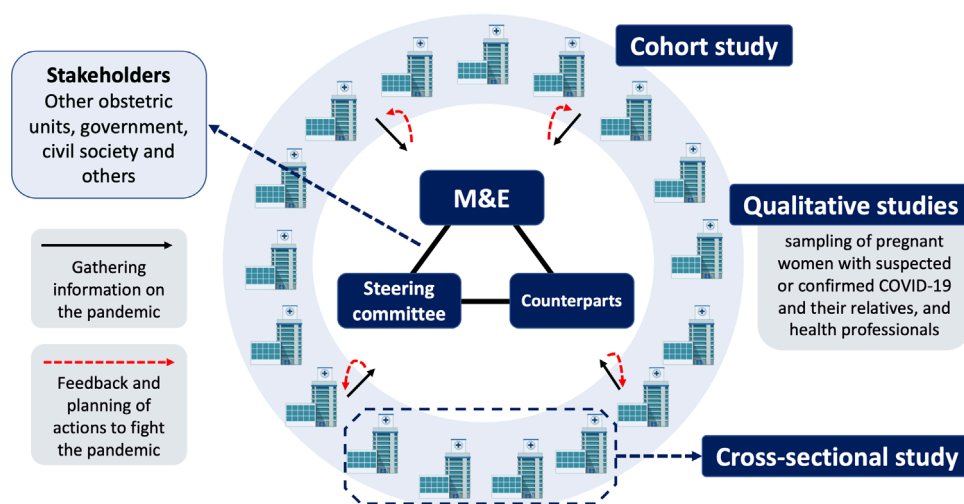 Stakeholders
Other obstetric
units, government,
civil society and
others
Gathering
information on
the pandemic
Feedback and
planning of
actions to fight
the pandemic
M&E
Steering
committee
Counterparts
Cohort study
Qualitative studies
sampling of pregnant
women with suspected
or confirmed COVID-19
and their relatives, and
health professionals
Cross-sectional study